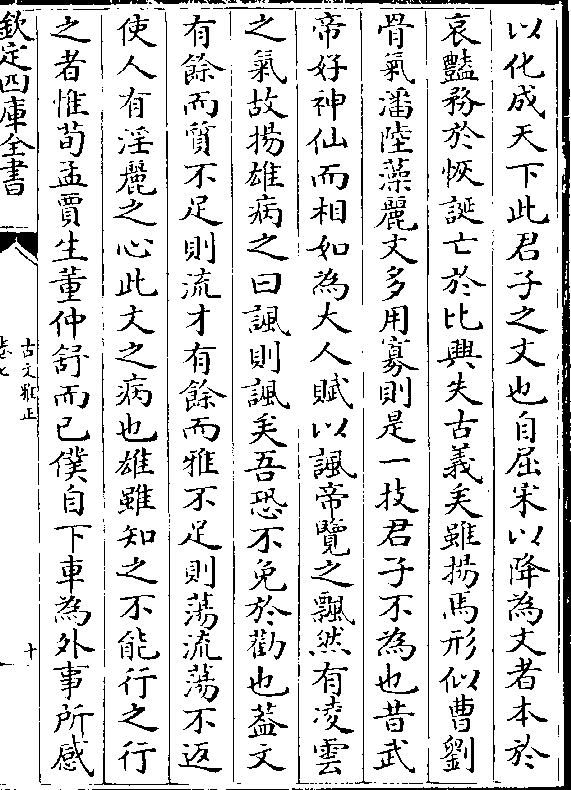 以化成天下此君子之文也自屈宋以降為文者本於
哀豔務於恢誕亡於比興失古義矣雖揚馬形似曹劉
骨氣潘陸藻麗文多用寡則是一技君子不為也昔武
帝好神仙而相如為大人賦以諷帝覽之飄然有凌雲
之氣故揚雄病之曰諷則諷矣吾恐不免於勸也葢文
有餘而質不足則流才有餘而雅不足則蕩流蕩不返
使人有淫麗之心此文之病也雄雖知之不能行之行
之者惟荀孟賈生董仲舒而已僕自下車為外事所感
欽定四庫全書
古文雅正
卷七
十